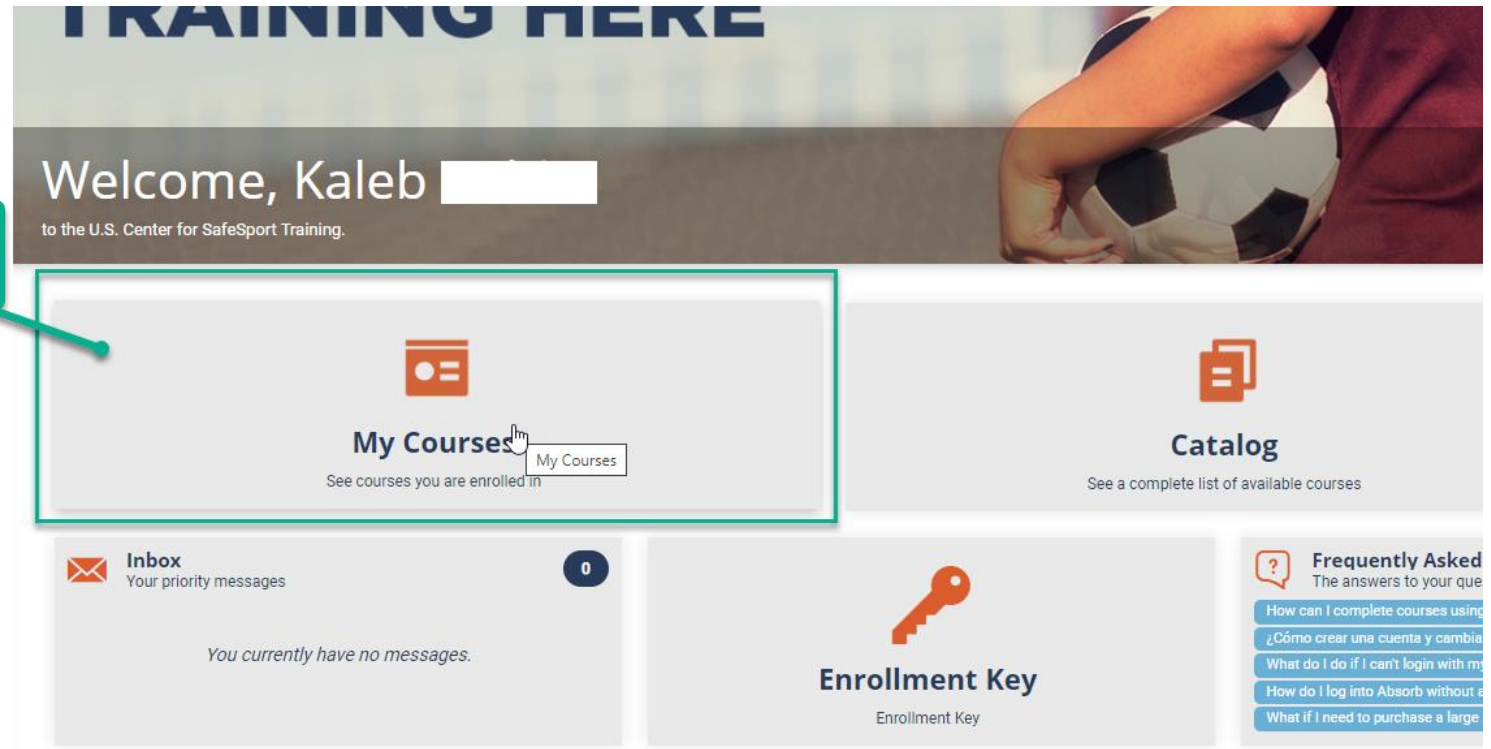 TRAINING HERE
Welcome, Kaleb
to the U.S. Center for SafeSport Training.
My Courses
My Courses
See courses you are enrolled in
Catalog
See a complete list of available courses
Inbox
Your priority messages
0
You currently have no messages.
Enrollment Key
Enrollment Key
? Frequently Asked
The answers to your que
How can I complete courses using
¿Cómo crear una cuenta y cambia
What do I do if I can't login with my
How do I log into Absorb without a
What if I need to purchase a large